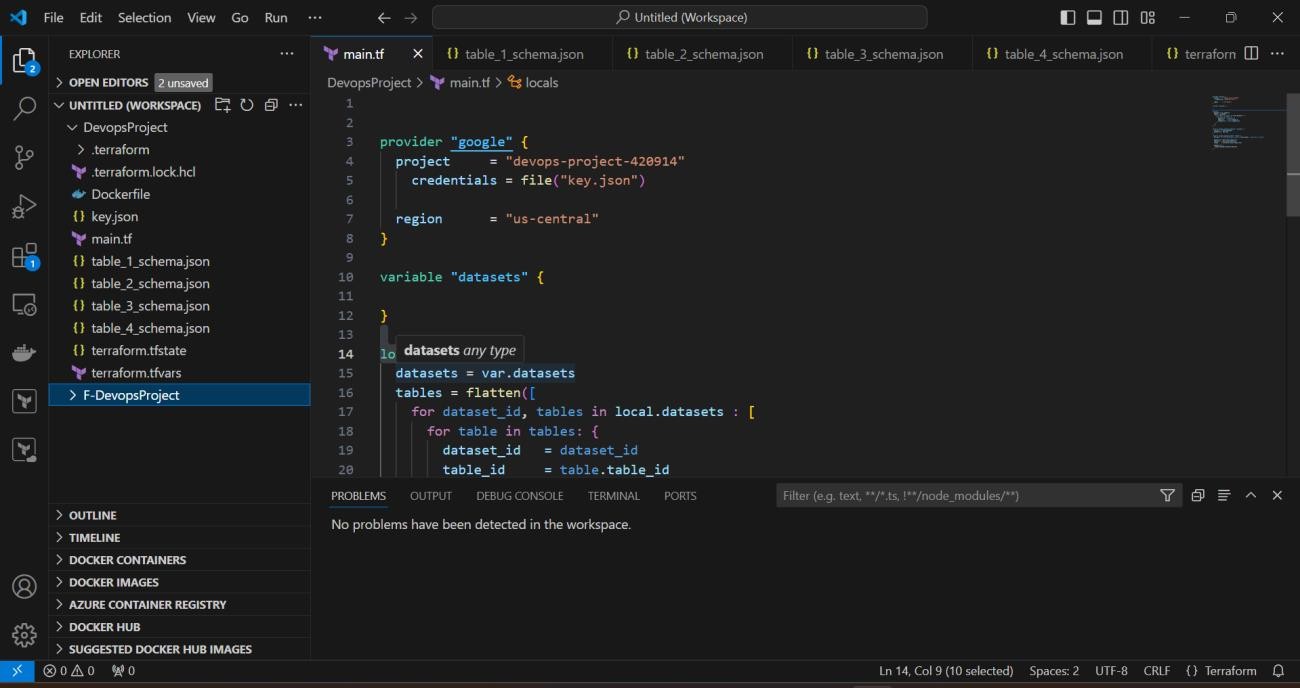 File Edit Selection View Go Run ··· Untitled (Workspace)
EXPLORER ···
OPEN EDITORS 2 unsaved
UNTITLED (WORKSPACE) ···
DevopsProject
.terraform
.terraform.lock.hcl
Dockerfile
{} key.json
main.tf
{} table_1_schema.json
{} table_2_schema.json
{} table_3_schema.json
{} table_4_schema.json
{} terraform.tfstate
terraform.tfvars
F-DevopsProject
OUTLINE
TIMELINE
DOCKER CONTAINERS
DOCKER IMAGES
AZURE CONTAINER REGISTRY
DOCKER HUB
SUGGESTED DOCKER HUB IMAGES
2
1
main.tf {} table_1_schema.json {} table_2_schema.json {} table_3_schema.json {} table_4_schema.json {} terraform ···
DevopsProject > main.tf > locals
1
2
3 provider "google" {
4 project = "devops-project-420914"
5 credentials = file("key.json")
6
7 region = "us-central"
8 }
9
10 variable "datasets" {
11
12 }
13
14 lo datasets any type
15 datasets = var.datasets
16 tables = flatten([
17 for dataset_id, tables in local.datasets : [
18 for table in tables: {
19 dataset_id = dataset_id
20 table_id = table.table_id
PROBLEMS OUTPUT DEBUG CONSOLE TERMINAL PORTS Filter (e.g. text, **/*.ts, !**/node_modules/**)
No problems have been detected in the workspace.
0 0 0 Ln 14, Col 9 (10 selected) Spaces: 2 UTF-8 CRLF {} Terraform